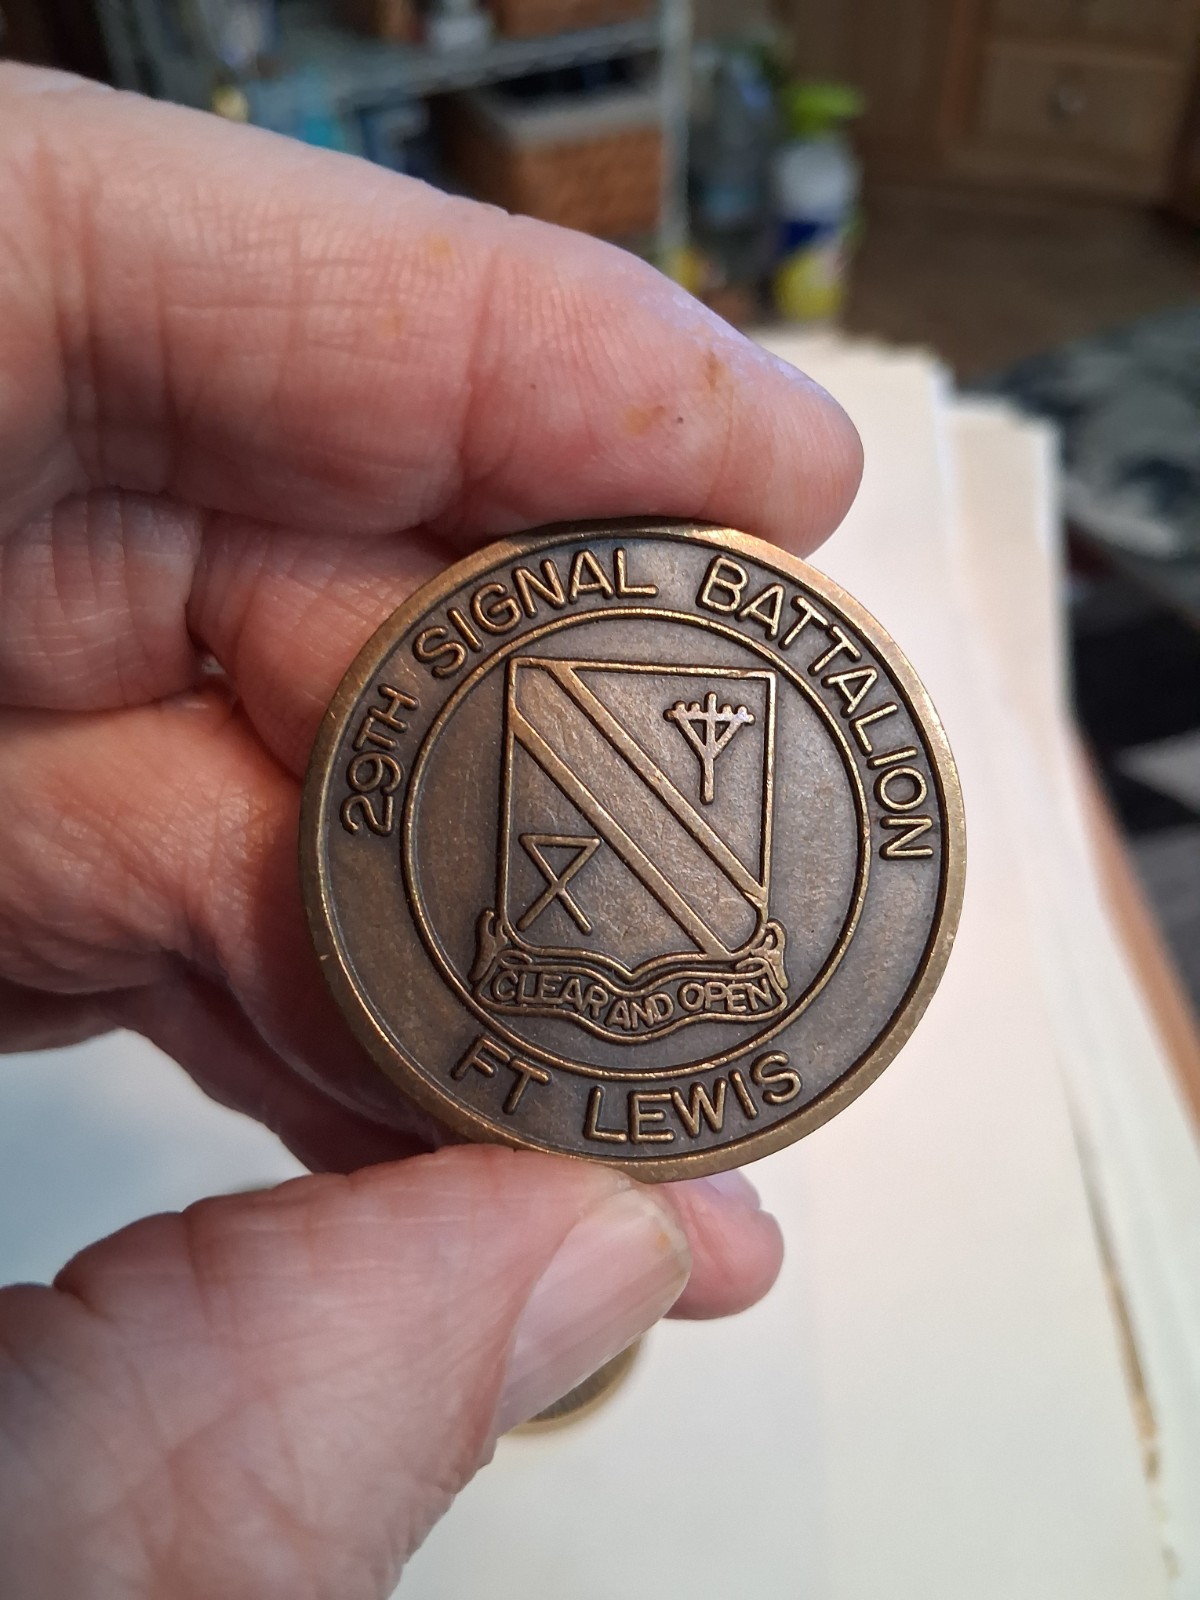 29TH SIGNAL BATTALION
CLEAR AND OPEN
FT LEWIS